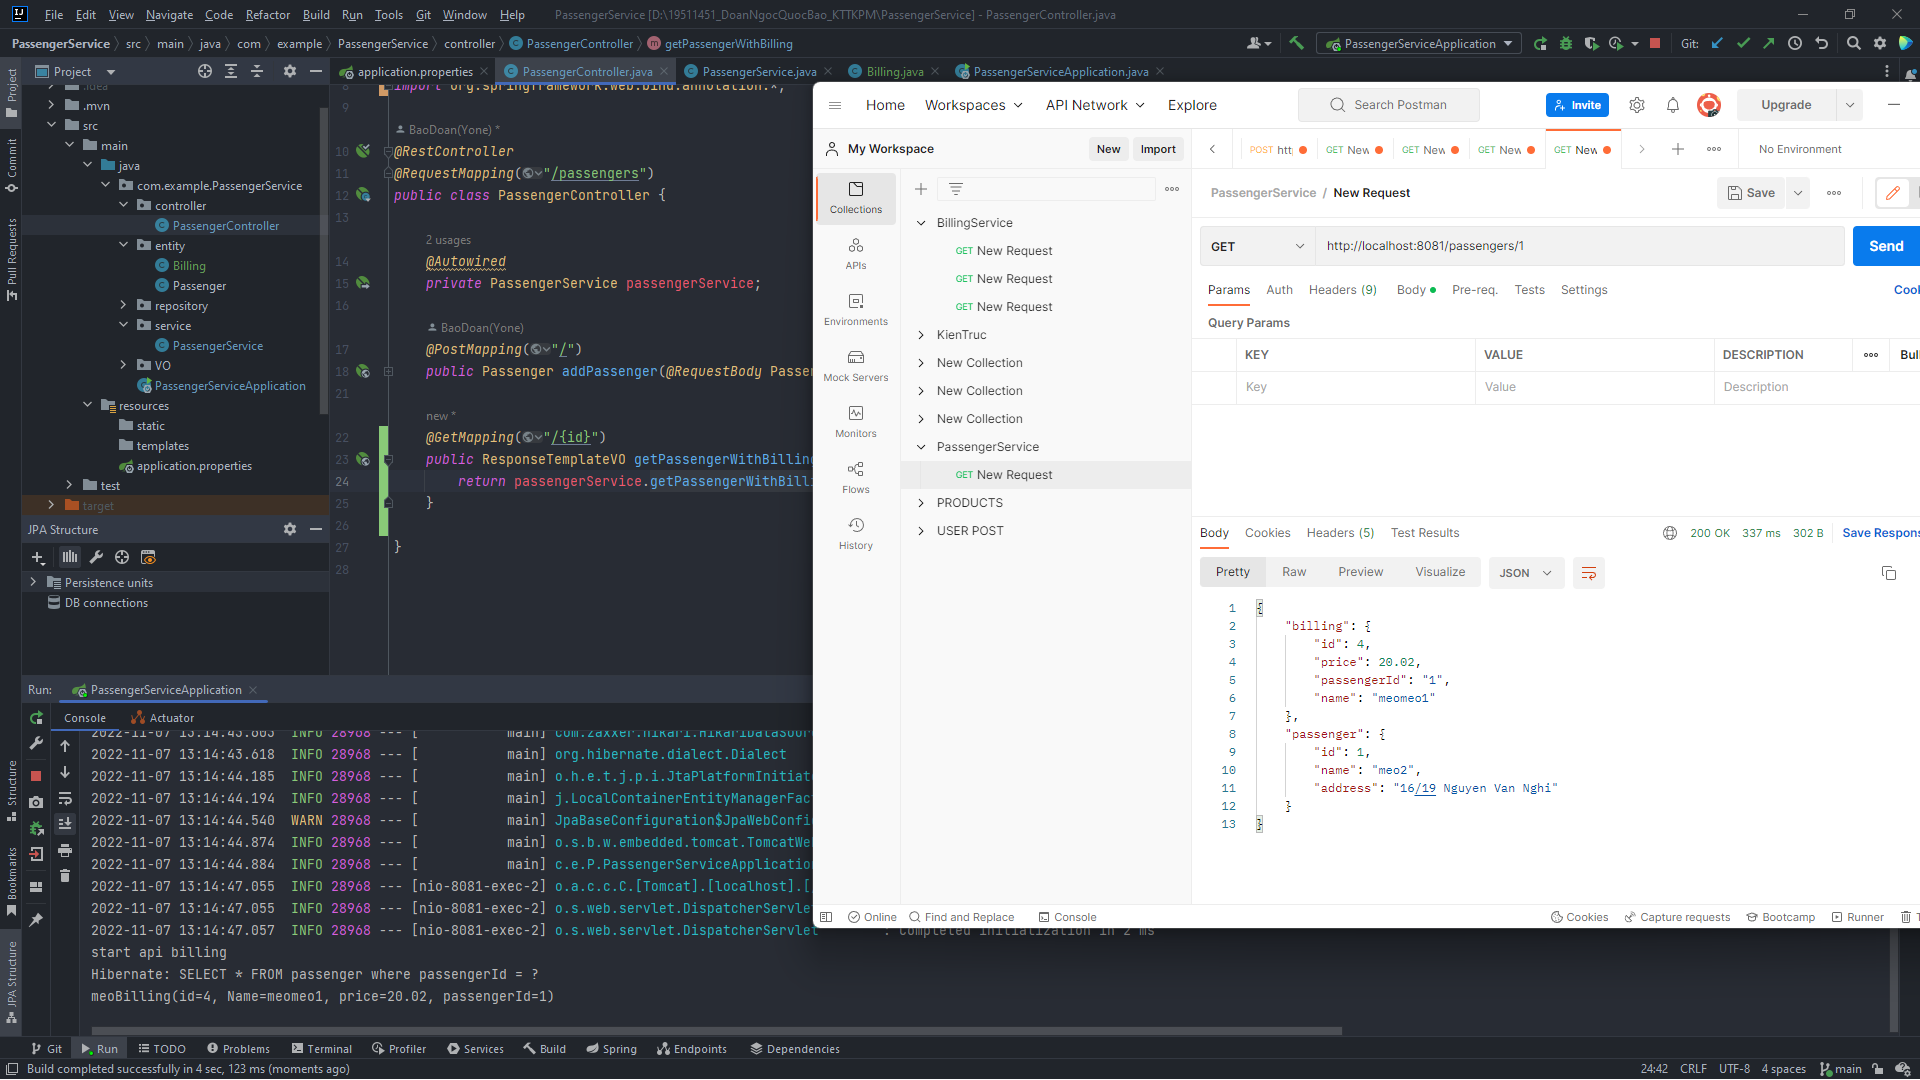 File Edit View Navigate Code Refactor Build Run Tools Git Window Help PassengerService [D:\19511451_DoanNgocQuocBao_KTTKPM\PassengerService] - PassengerController.java
PassengerService src main java com example PassengerService controller PassengerController getPassengerWithBilling
PassengerServiceApplication Git:
Project
application.properties PassengerController.java PassengerService.java Billing.java PassengerServiceApplication.java
Project
Commit
Pull Requests
.idea
.mvn
src
main
java
com.example.PassengerService
controller
PassengerController
entity
Billing
Passenger
repository
service
PassengerService
VO
PassengerServiceApplication
resources
static
templates
application.properties
test
target
JPA Structure
Persistence units
DB connections
8 import org.springframework.web.bind.annotation.*;
9
BaoDoan(Yone) *
10 @RestController
11 @RequestMapping("/passengers")
12 public class PassengerController {
13
2 usages
14 @Autowired
15 private PassengerService passengerService;
16
BaoDoan(Yone)
17 @PostMapping("/")
18 public Passenger addPassenger(@RequestBody Passen
21
new *
22 @GetMapping("/{id}")
23 public ResponseTemplateVO getPassengerWithBilling
24 return passengerService.getPassengerWithBilli
25 }
26
27 }
28
Home Workspaces API Network Explore Search Postman Invite Upgrade
My Workspace New Import
POST htt GET New GET New GET New GET New No Environment
Collections
APIs
Environments
Mock Servers
Monitors
Flows
History
BillingService
GET New Request
GET New Request
GET New Request
KienTruc
New Collection
New Collection
New Collection
PassengerService
GET New Request
PRODUCTS
USER POST
PassengerService / New Request Save
GET http://localhost:8081/passengers/1 Send
Params Auth Headers (9) Body Pre-req. Tests Settings Cook
Query Params
KEY VALUE DESCRIPTION Bul
Key Value Description
Body Cookies Headers (5) Test Results 200 OK 337 ms 302 B Save Respons
Pretty Raw Preview Visualize JSON
1 {
2 "billing": {
3 "id": 4,
4 "price": 20.02,
5 "passengerId": "1",
6 "name": "meomeo1"
7 },
8 "passenger": {
9 "id": 1,
10 "name": "meo2",
11 "address": "16/19 Nguyen Van Nghi"
12 }
13 }
Online Find and Replace Console Cookies Capture requests Bootcamp Runner T
Run: PassengerServiceApplication
Console Actuator
Structure
Bookmarks
JPA Structure
2022-11-07 13:14:43.603 INFO 28968 --- [ main] com.zaxxer.hikari.HikariDataSour
2022-11-07 13:14:43.618 INFO 28968 --- [ main] org.hibernate.dialect.Dialect
2022-11-07 13:14:44.185 INFO 28968 --- [ main] o.h.e.t.j.p.i.JtaPlatformInitiat
2022-11-07 13:14:44.194 INFO 28968 --- [ main] j.LocalContainerEntityManagerFac
2022-11-07 13:14:44.540 WARN 28968 --- [ main] JpaBaseConfiguration$JpaWebConfi
2022-11-07 13:14:44.874 INFO 28968 --- [ main] o.s.b.w.embedded.tomcat.TomcatWe
2022-11-07 13:14:44.884 INFO 28968 --- [ main] c.e.P.PassengerServiceApplication
2022-11-07 13:14:47.055 INFO 28968 --- [nio-8081-exec-2] o.a.c.c.C.[Tomcat].[localhost].[
2022-11-07 13:14:47.055 INFO 28968 --- [nio-8081-exec-2] o.s.web.servlet.DispatcherServle
2022-11-07 13:14:47.057 INFO 28968 --- [nio-8081-exec-2] o.s.web.servlet.DispatcherServlet : Completed initialization in 2 ms
start api billing
Hibernate: SELECT * FROM passenger where passengerId = ?
meoBilling(id=4, Name=meomeo1, price=20.02, passengerId=1)
Git Run TODO Problems Terminal Profiler Services Build Spring Endpoints Dependencies
Build completed successfully in 4 sec, 123 ms (moments ago) 24:42 CRLF UTF-8 4 spaces main